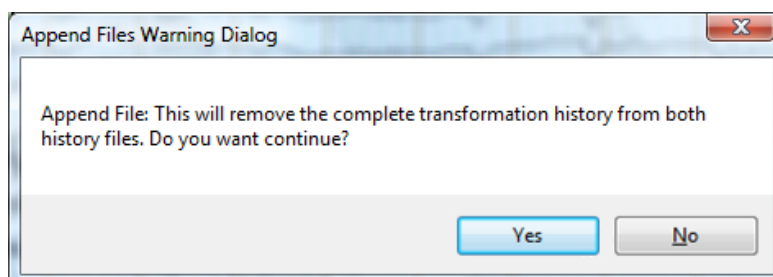 Append Files Warning Dialog
Append File: This will remove the complete transformation history from both
history files. Do you want continue?
Yes
No